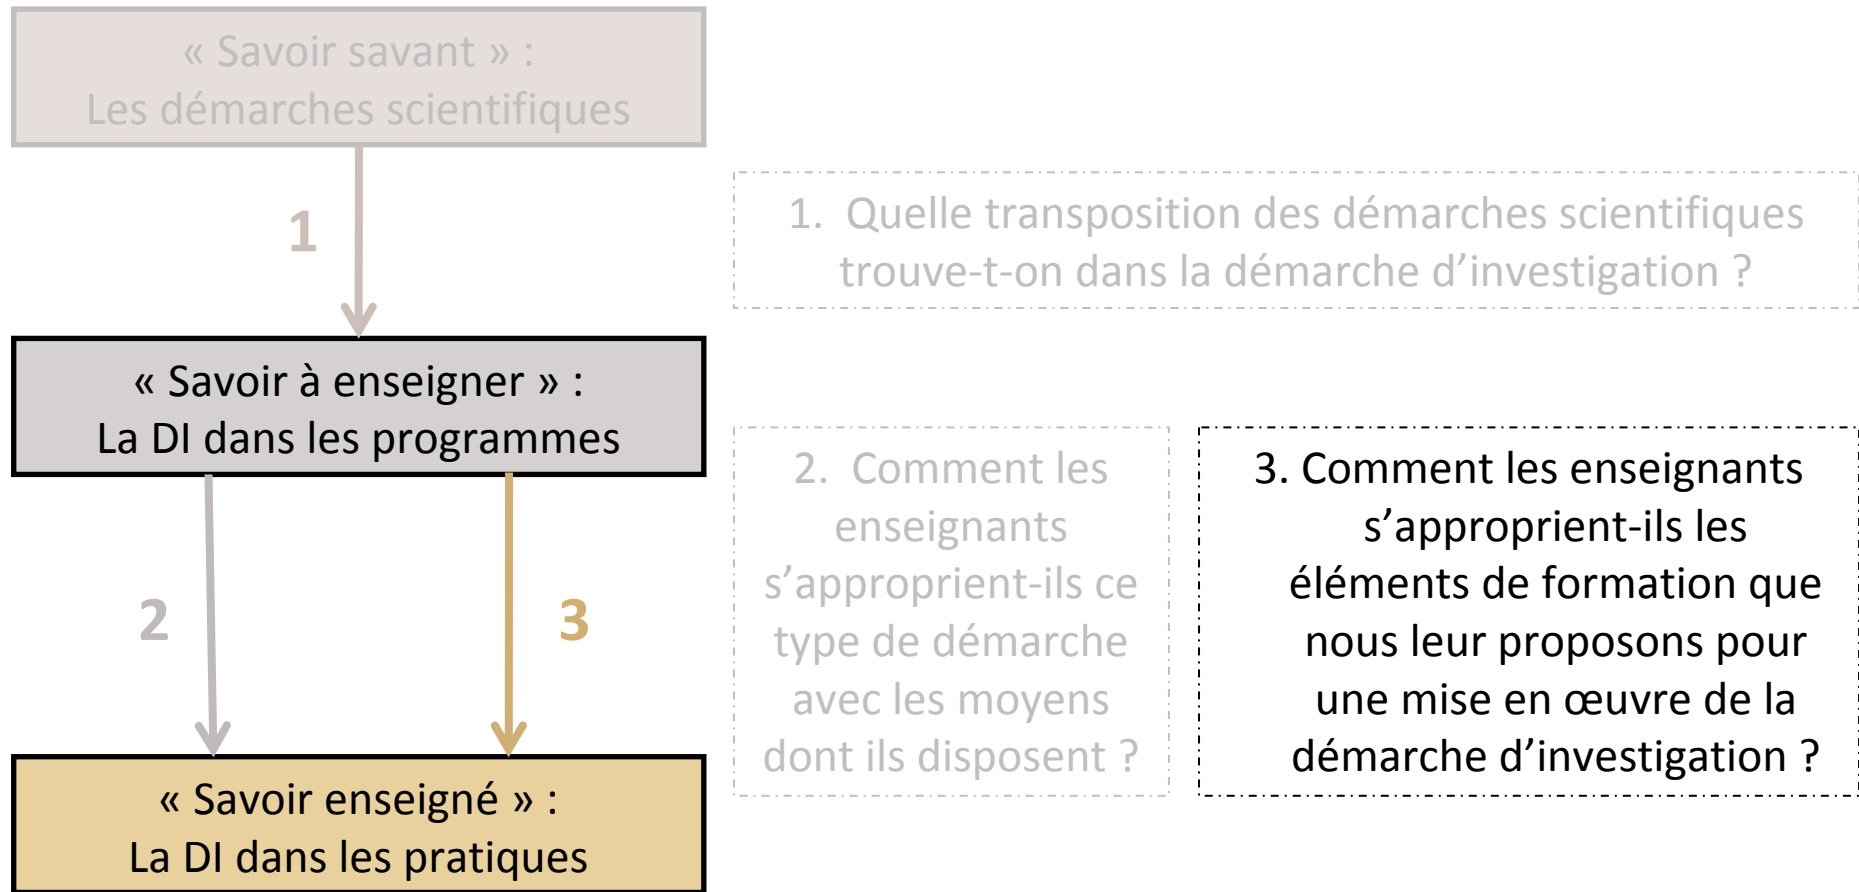 « Savoir savant » :
Les démarches scientifiques
1
1. Quelle transposition des démarches scientifiques
trouve-t-on dans la démarche d’investigation ?
« Savoir à enseigner » :
La DI dans les programmes
2
3
2. Comment les
enseignants
s’approprient-ils ce
type de démarche
avec les moyens
dont ils disposent ?
3. Comment les enseignants
s’approprient-ils les
éléments de formation que
nous leur proposons pour
une mise en œuvre de la
démarche d’investigation ?
« Savoir enseigné » :
La DI dans les pratiques